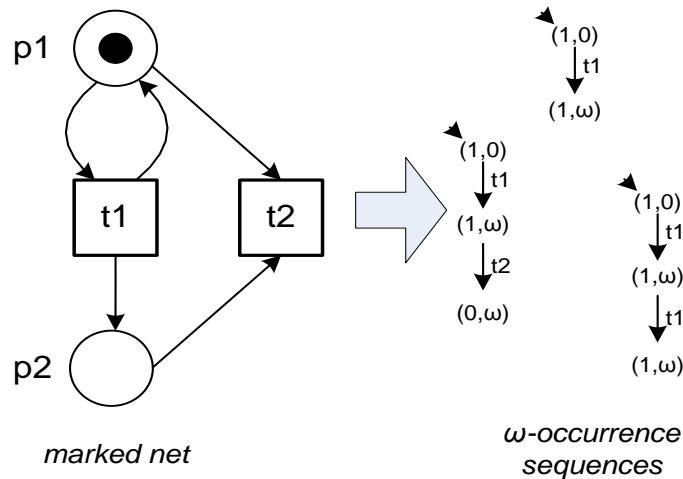 p1
t1
t2
p2
marked net
(1,0)
t1
(1,ω)
(1,0)
t1
(1,ω)
t2
(0,ω)
(1,0)
t1
(1,ω)
t1
(1,ω)
ω-occurrence
sequences